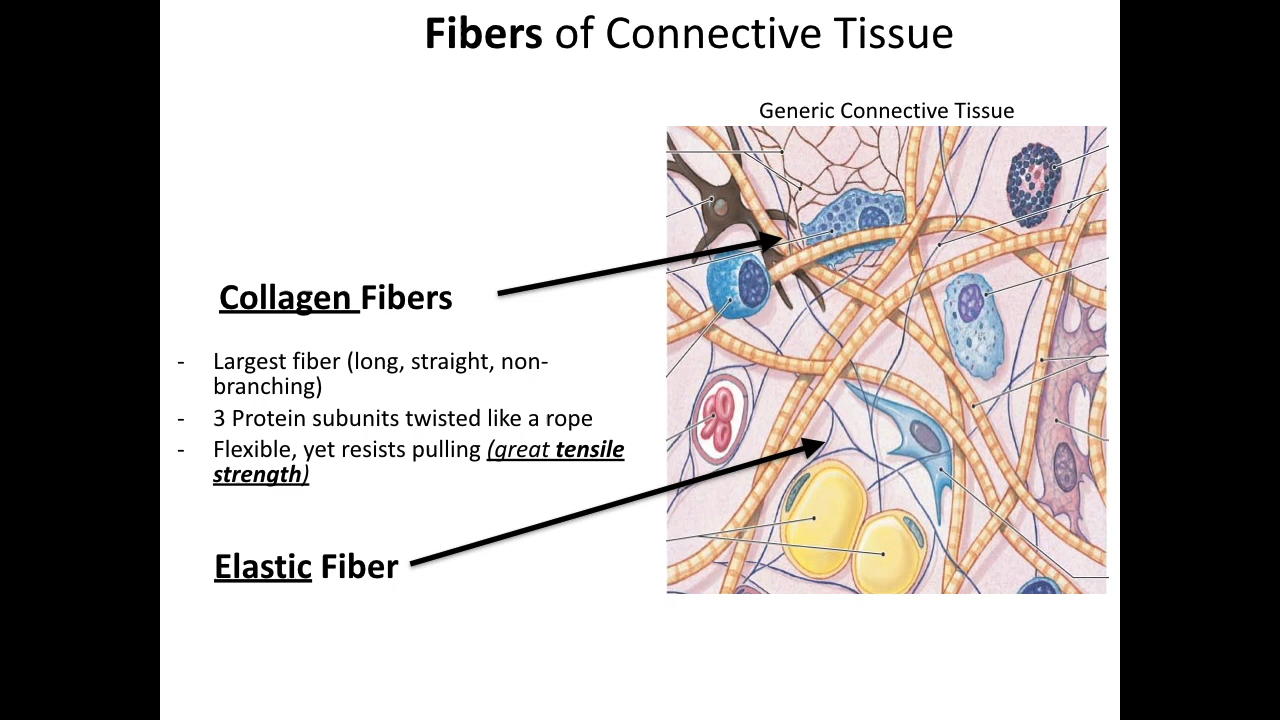 Fibers of Connective Tissue
Generic Connective Tissue
Collagen Fibers
- Largest fiber (long, straight, non-
branching)
- 3 Protein subunits twisted like a rope
- Flexible, yet resists pulling (great tensile
strength)
Elastic Fiber